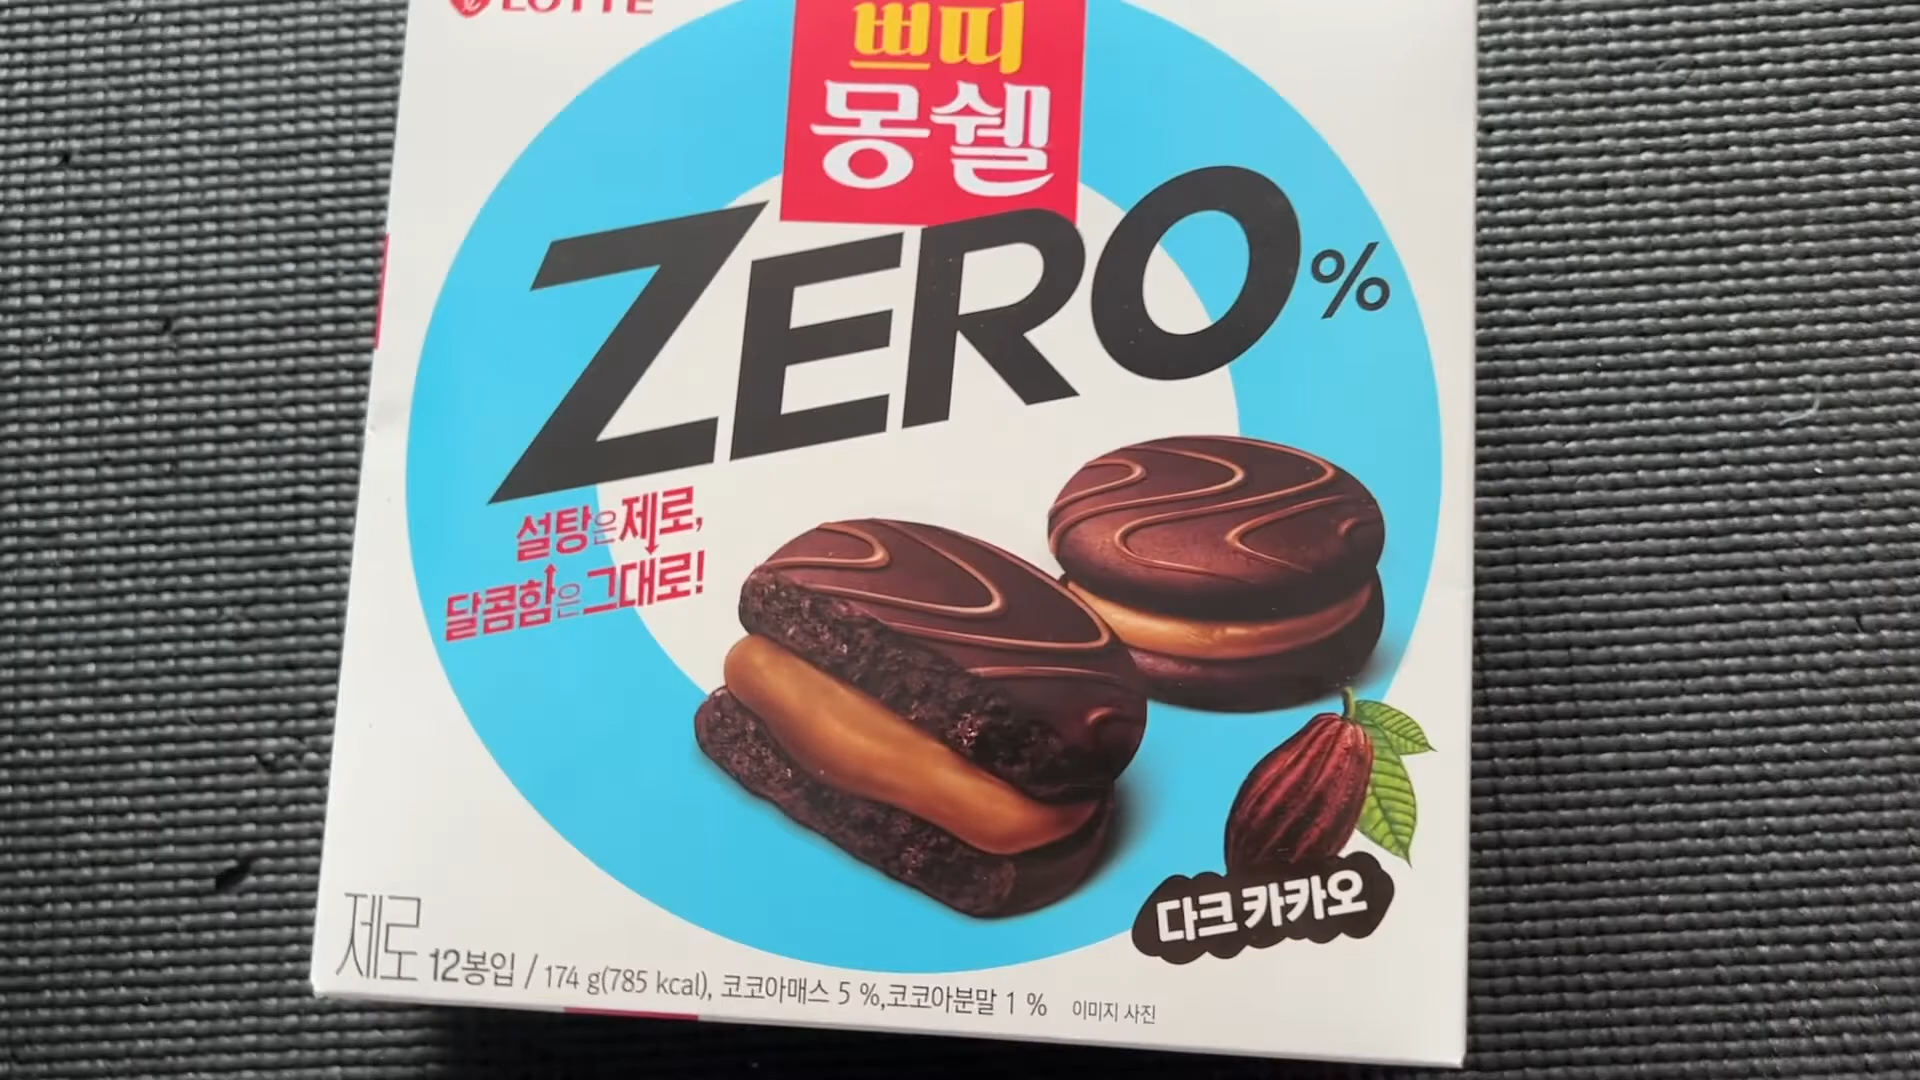 LOTTE
쁘띠
몽쉘
ZERO%
설탕은제로,
달콤함은그대로!
다크 카카오
제로 12봉입 / 174 g(785 kcal), 코코아매스 5 %,코코아분말 1 % 이미지 사진